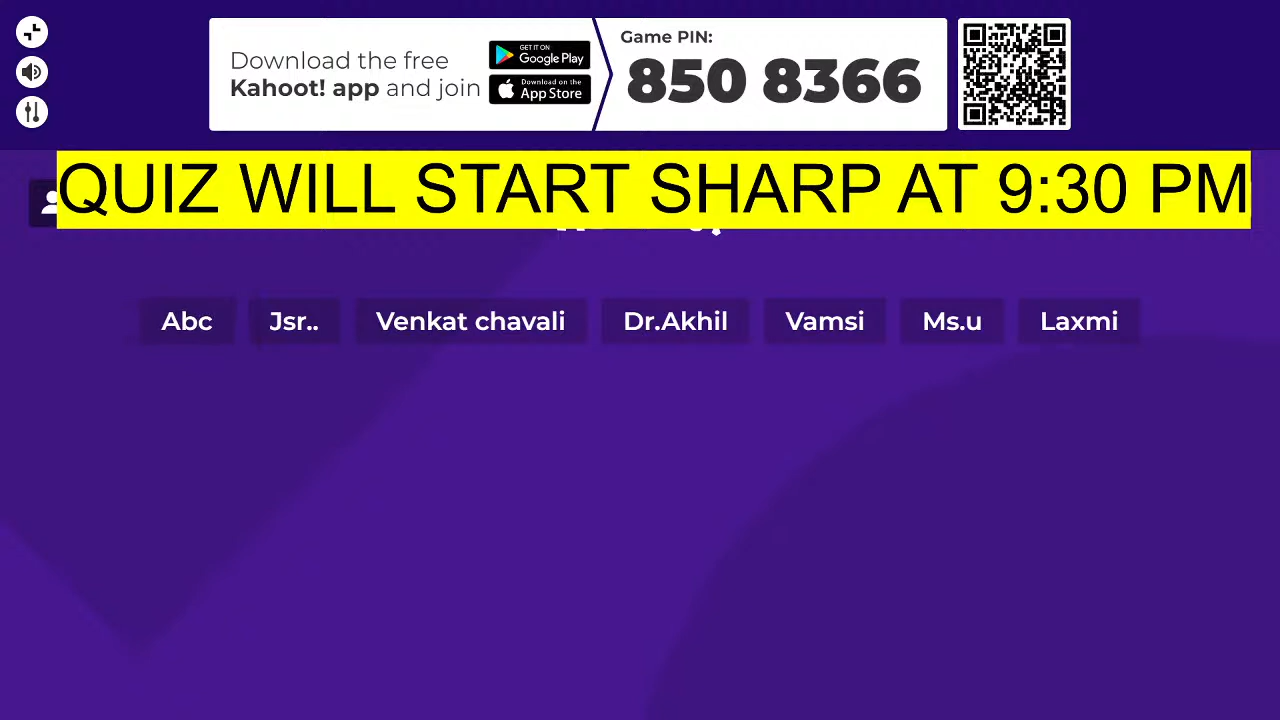 Download the free
Kahoot! app and join
GET IT ON
Google Play
Download on the
App Store
Game PIN:
850 8366
QUIZ WILL START SHARP AT 9:30 PM
Abc Jsr.. Venkat chavali Dr.Akhil Vamsi Ms.u Laxmi